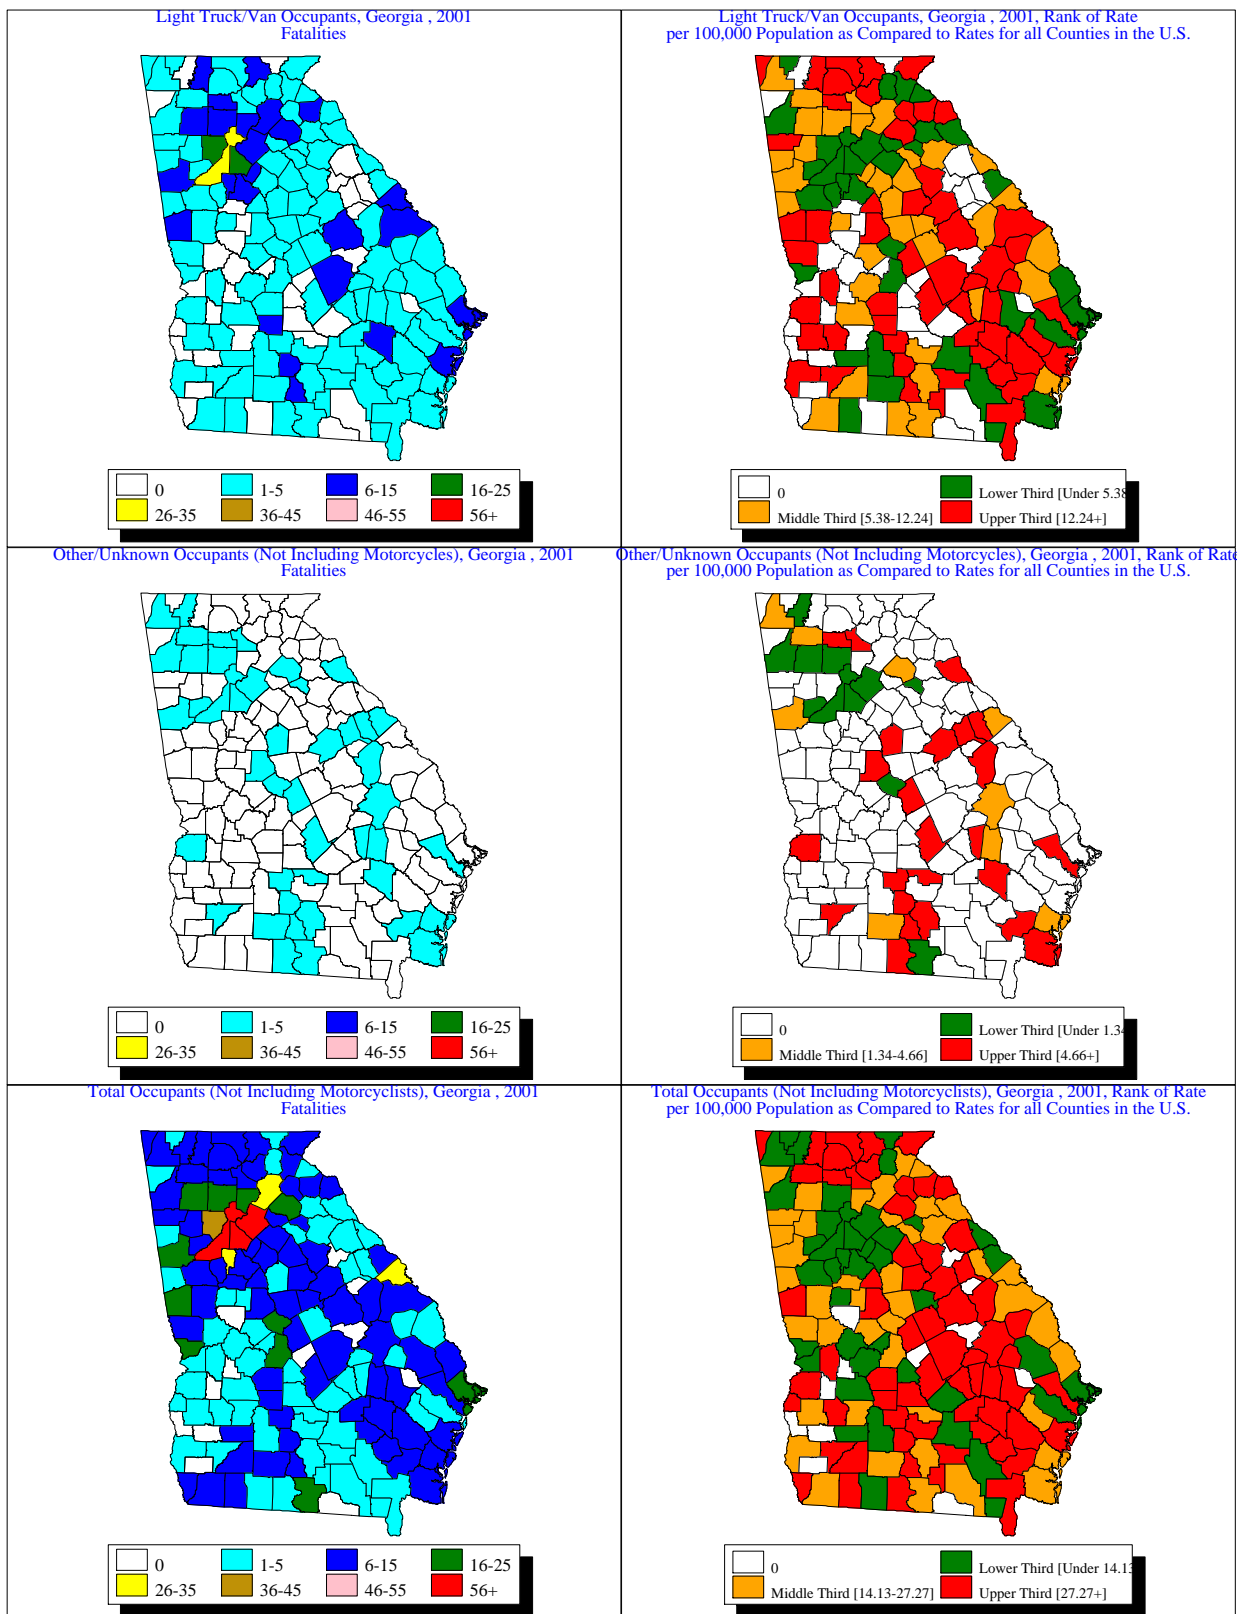 Light Truck/Van Occupants, Georgia , 2001
Fatalities
0
1-5
6-15
16-25
26-35
36-45
46-55
56+
Light Truck/Van Occupants, Georgia , 2001, Rank of Rate
per 100,000 Population as Compared to Rates for all Counties in the U.S.
0
Lower Third [Under 5.38
Middle Third [5.38-12.24]
Upper Third [12.24+]
Other/Unknown Occupants (Not Including Motorcycles), Georgia , 2001
Fatalities
0
1-5
6-15
16-25
26-35
36-45
46-55
56+
Other/Unknown Occupants (Not Including Motorcycles), Georgia , 2001, Rank of Rate
per 100,000 Population as Compared to Rates for all Counties in the U.S.
0
Lower Third [Under 1.34
Middle Third [1.34-4.66]
Upper Third [4.66+]
Total Occupants (Not Including Motorcyclists), Georgia , 2001
Fatalities
0
1-5
6-15
16-25
26-35
36-45
46-55
56+
Total Occupants (Not Including Motorcyclists), Georgia , 2001, Rank of Rate
per 100,000 Population as Compared to Rates for all Counties in the U.S.
0
Lower Third [Under 14.13
Middle Third [14.13-27.27]
Upper Third [27.27+]